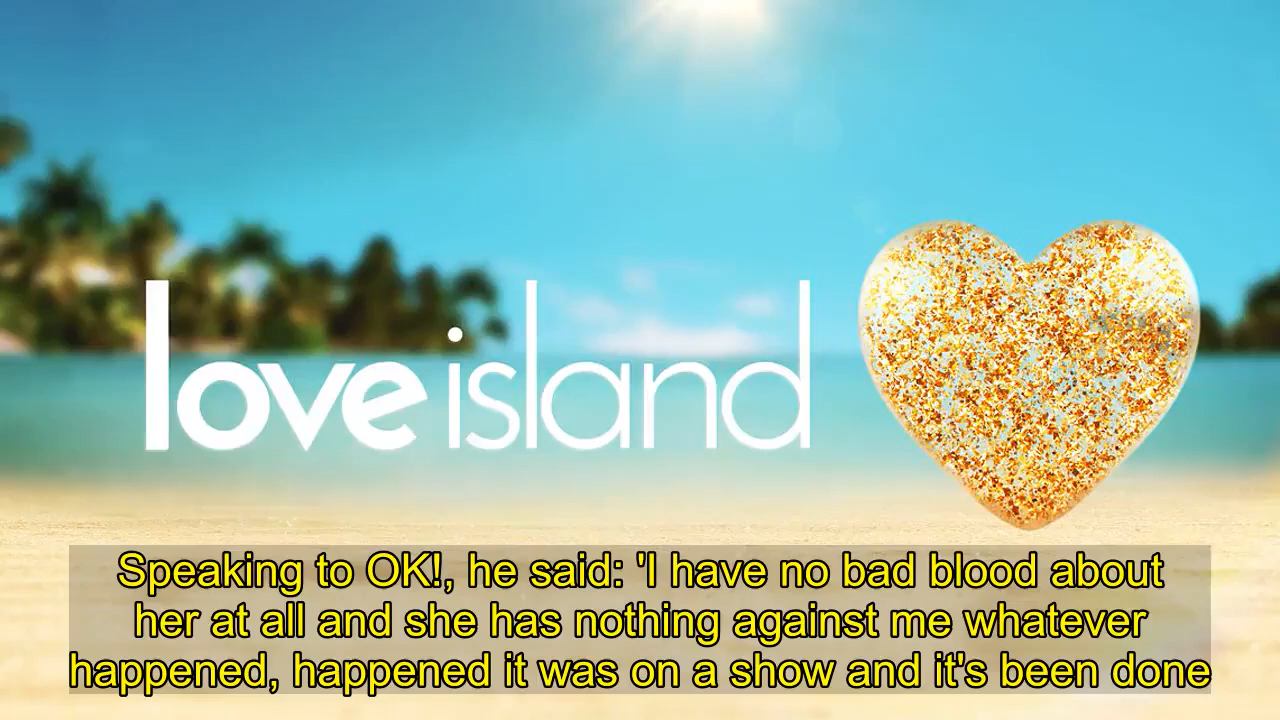 love island
Speaking to OK!, he said: 'I have no bad blood about
her at all and she has nothing against me whatever
happened, happened it was on a show and it's been done